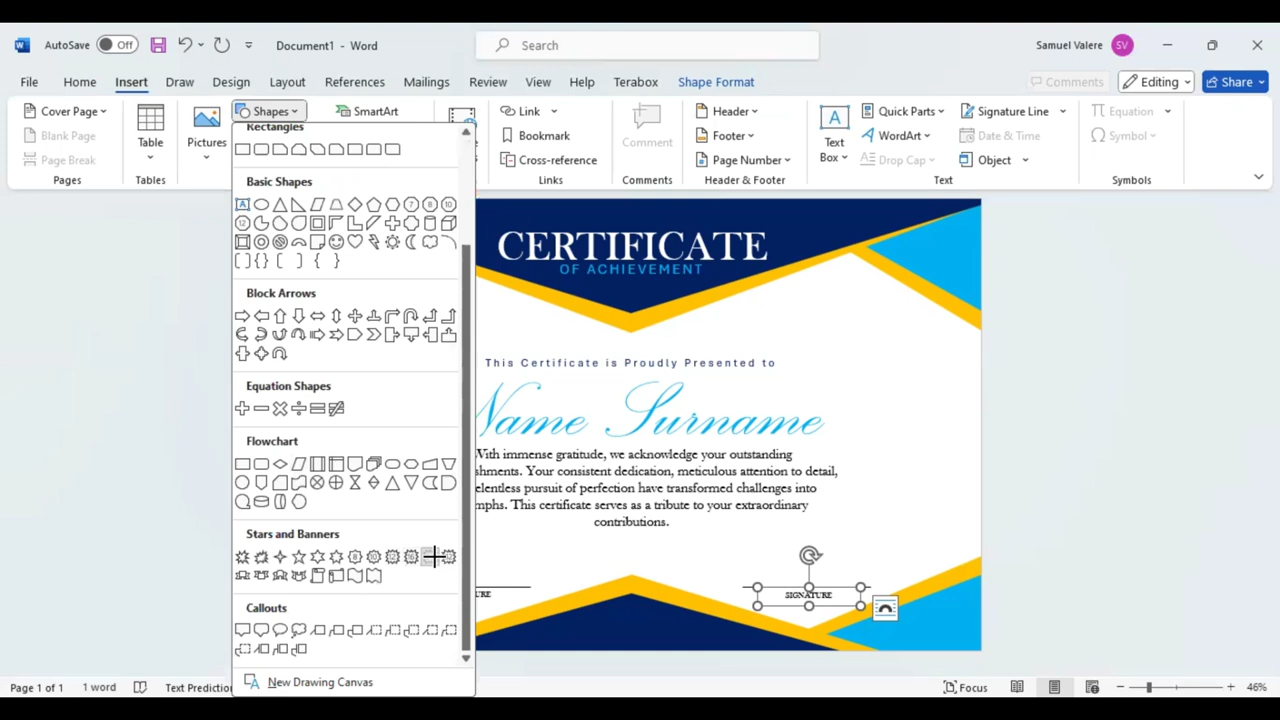 AutoSave Off Document1 - Word Search Samuel Valere SV
File Home Insert Draw Design Layout References Mailings Review View Help Terabox Shape Format Comments Editing Share
Cover Page Shapes SmartArt Link Header Quick Parts Signature Line Equation
Blank Page Table Pictures Bookmark Comment Footer Text Box WordArt Date & Time Symbol
Page Break Cross-reference Page Number Drop Cap Object
Pages Tables Links Comments Header & Footer Text Symbols
Rectangles
Basic Shapes
Block Arrows
Equation Shapes
Flowchart
Stars and Banners
Callouts
New Drawing Canvas
CERTIFICATE
OF ACHIEVEMENT
This Certificate is Proudly Presented to
Name Surname
With immense gratitude, we acknowledge your outstanding
shments. Your consistent dedication, meticulous attention to detail,
elentless pursuit of perfection have transformed challenges into
mphs. This certificate serves as a tribute to your extraordinary
contributions.
URE SIGNATURE
Page 1 of 1 1 word Text Predictio Focus 46%